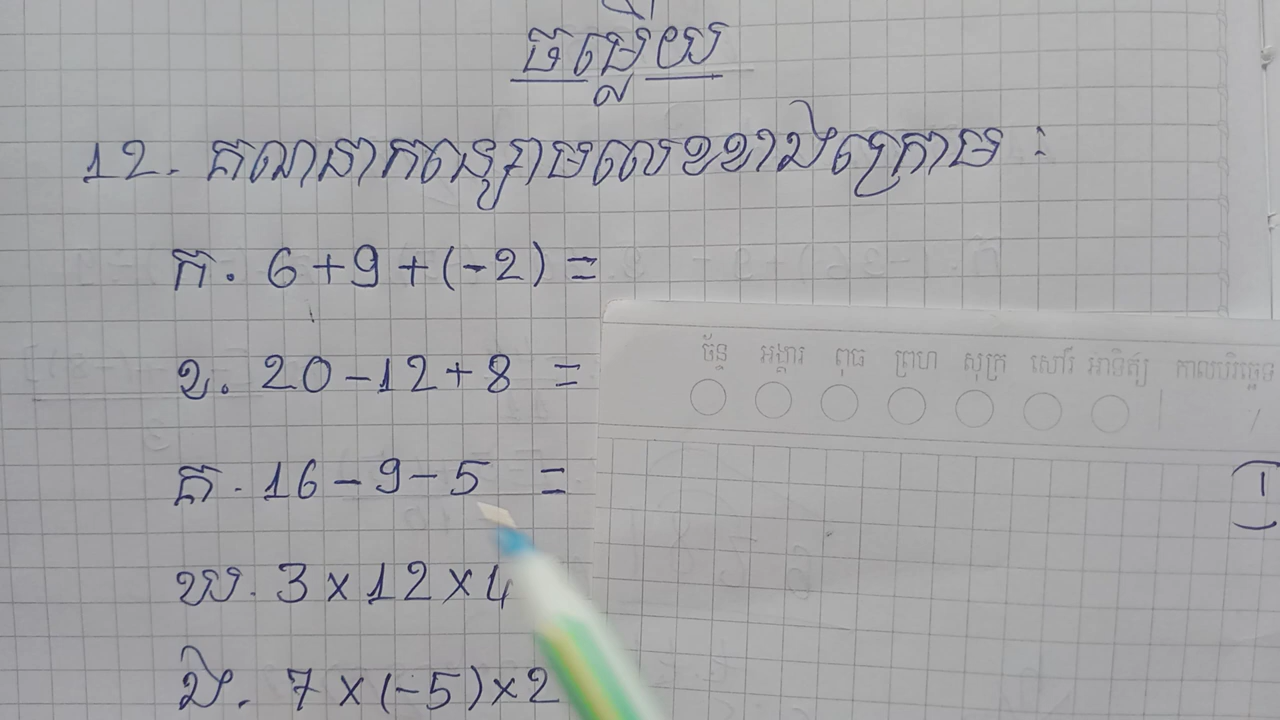 ចម្លើយ
12. គណនាកន្សោមលេខខាងក្រោម :
ក. 6+9+(-2) =
ខ. 20-12+8 =
ច័ន្ទ អង្គារ ពុធ ព្រហ សុក្រ សៅរ៍ អាទិត្យ កាលបរិច្ឆេទ
គ. 16-9-5 =
ឃ. 3×12×4
ង. 7×(-5)×2